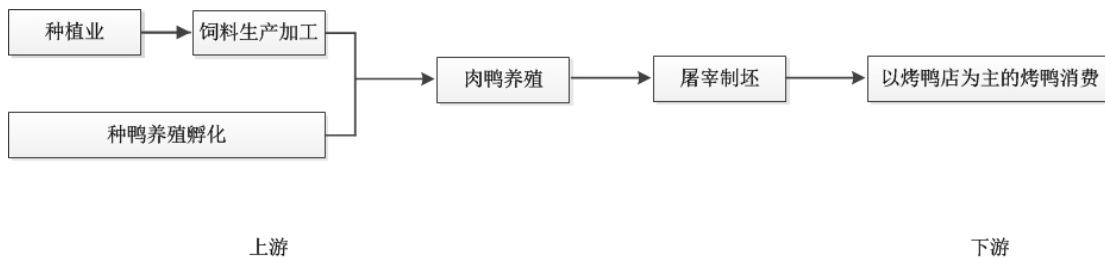 种植业
饲料生产加工
种鸭养殖孵化
肉鸭养殖
屠宰制坯
以烤鸭店为主的烤鸭消费
上游
下游